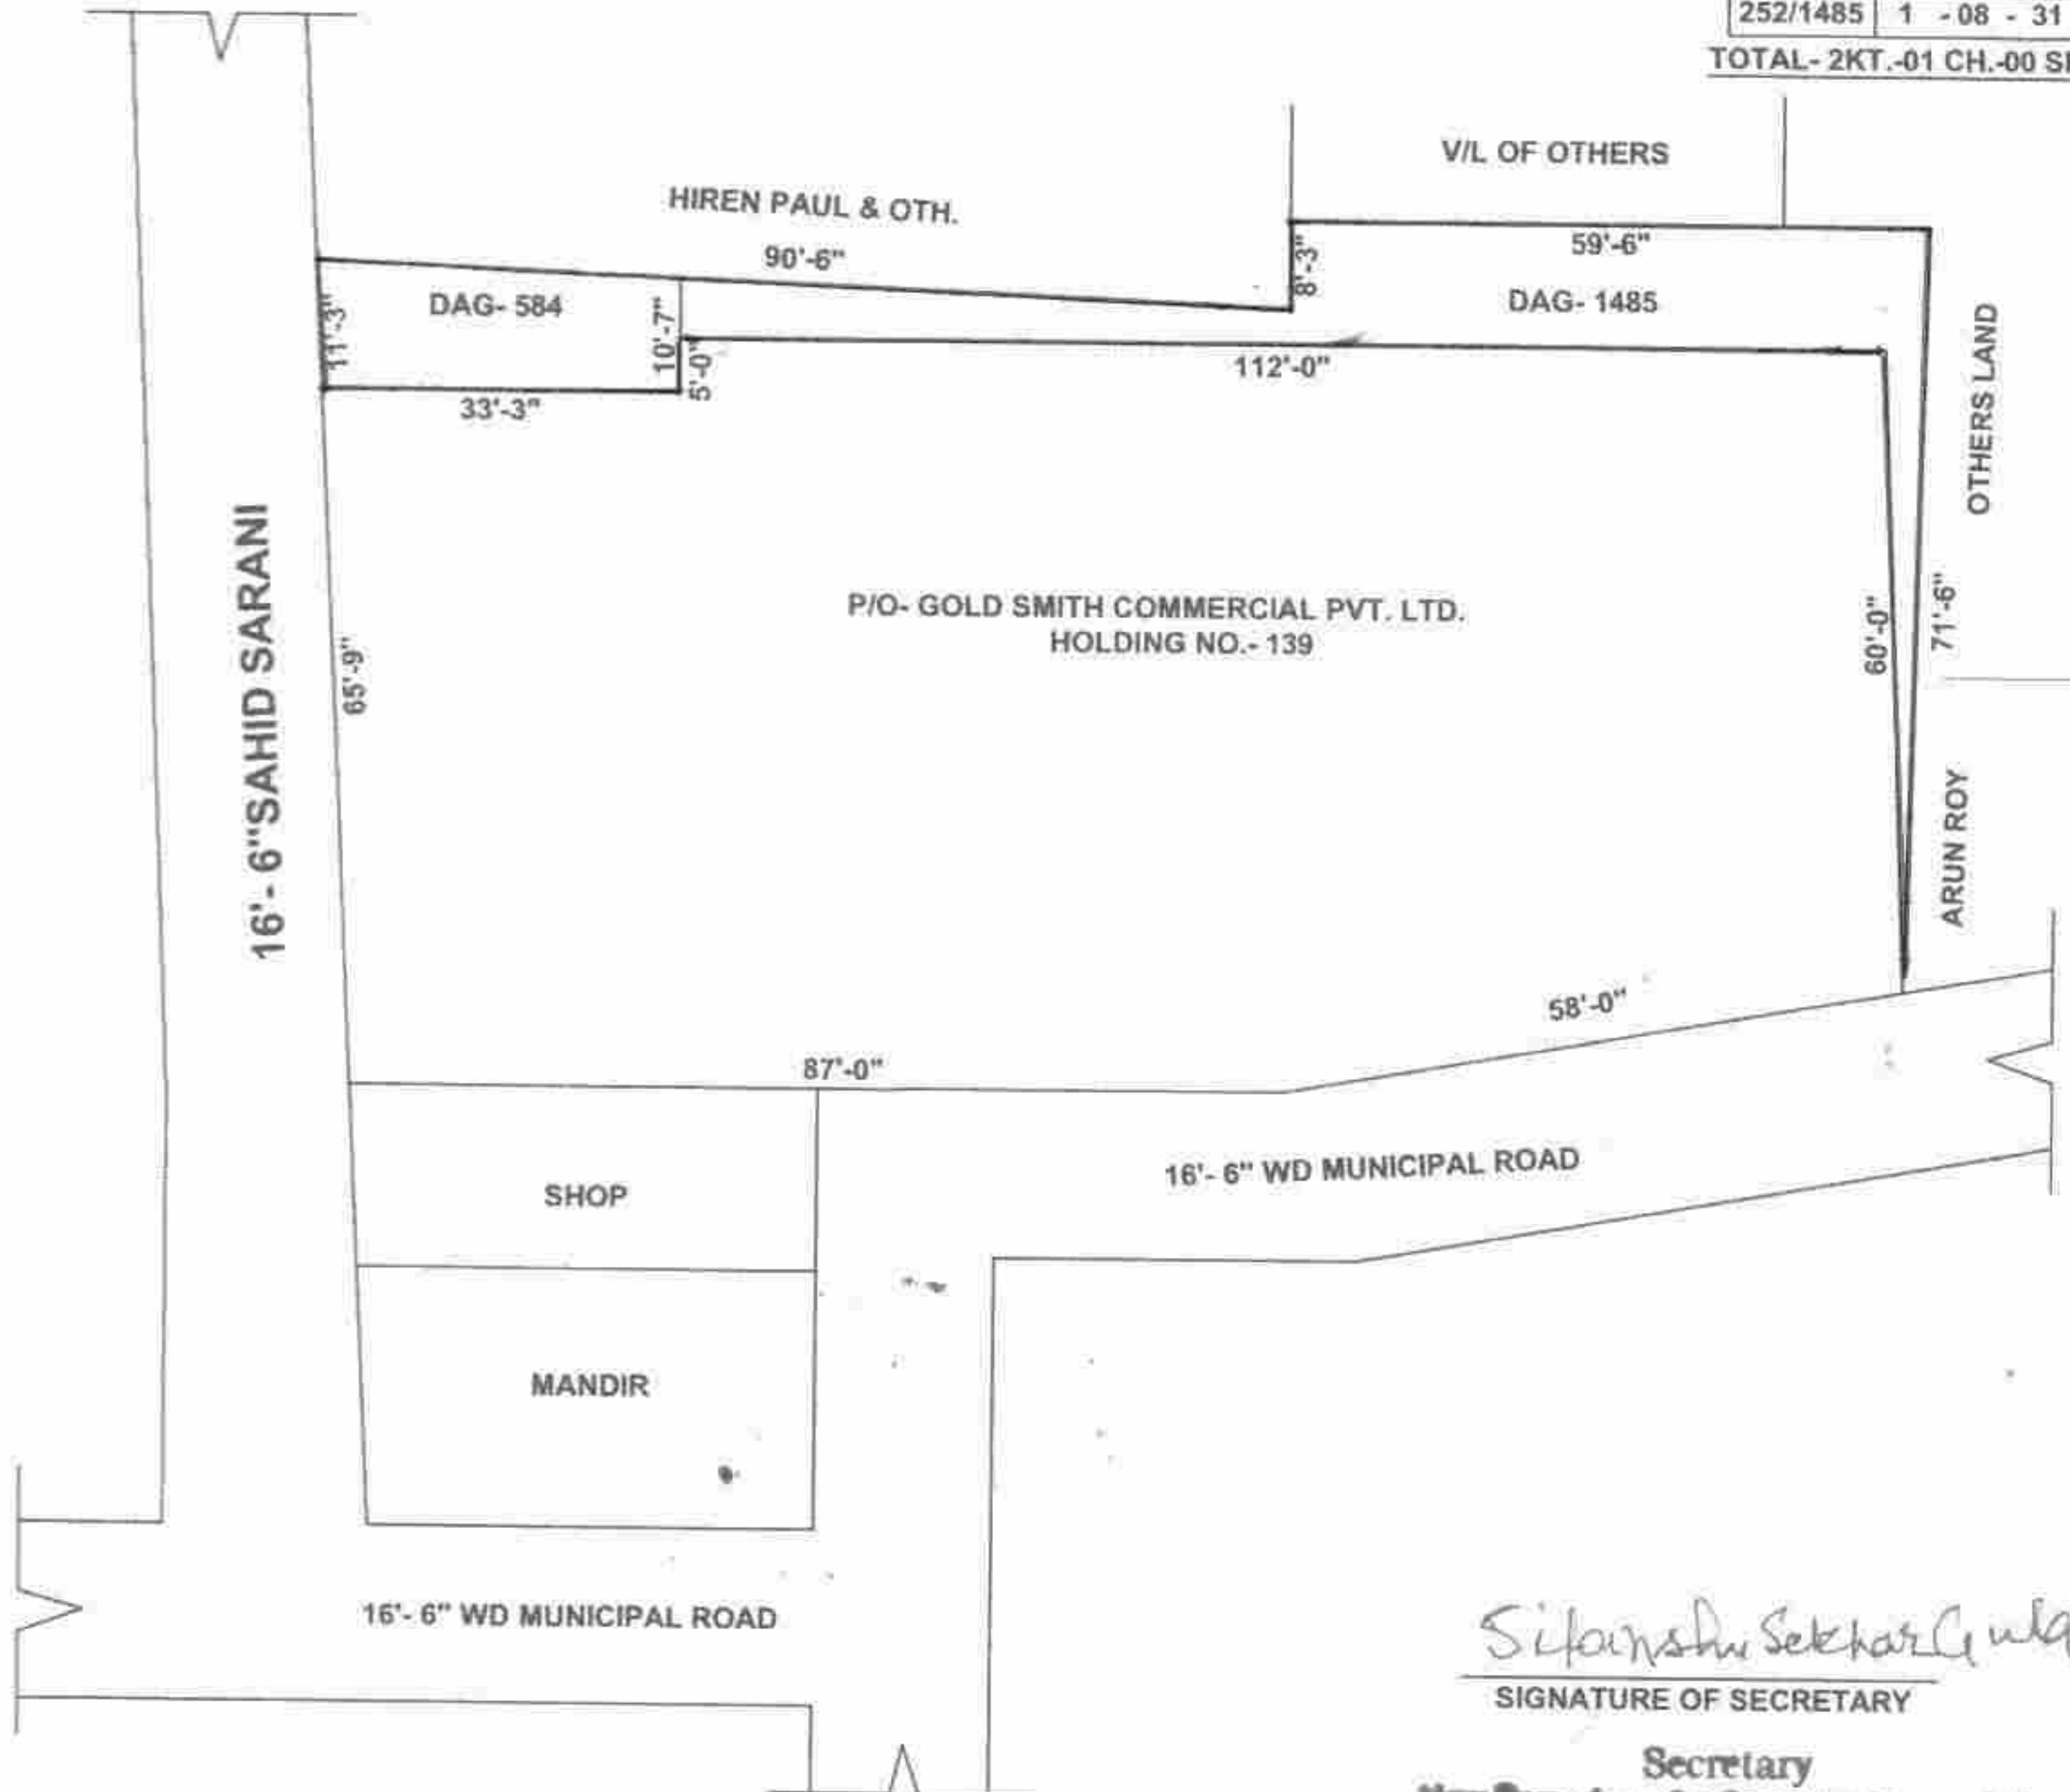 252/1485 1 - 08 - 31
TOTAL- 2KT.-01 CH.-00
V/L OF OTHERS
HIREN PAUL & OTH.
90'-6"
59'-6"
8'-3"
DAG- 584
DAG- 1485
11'-3"
10'-7"
5'-0"
112'-0"
33'-3"
OTHERS LAND
16'- 6"SAHID SARANI
65'-9"
P/O- GOLD SMITH COMMERCIAL PVT. LTD.
HOLDING NO.- 139
60'-0"
71'-6"
ARUN ROY
58'-0"
87'-0"
16'- 6" WD MUNICIPAL ROAD
SHOP
MANDIR
16'- 6" WD MUNICIPAL ROAD
Sekhar
SIGNATURE OF SECRETARY
Secretary